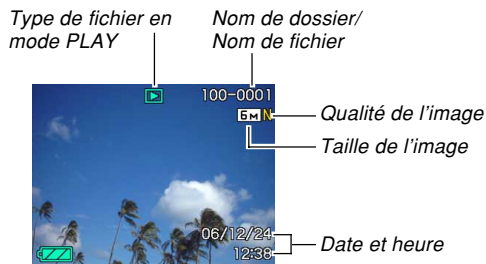 Type de fichier en
mode PLAY
Nom de dossier/
Nom de fichier
100-0001
6M N
Qualité de l'image
Taille de l'image
06/12/24
12:38
Date et heure